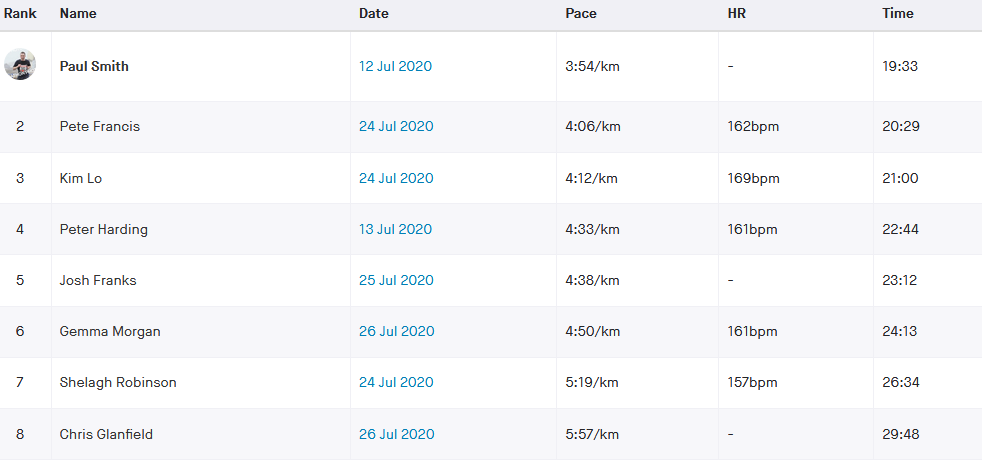 Rank Name Date Pace HR Time
Paul Smith 12 Jul 2020 3:54/km - 19:33
2 Pete Francis 24 Jul 2020 4:06/km 162bpm 20:29
3 Kim Lo 24 Jul 2020 4:12/km 169bpm 21:00
4 Peter Harding 13 Jul 2020 4:33/km 161bpm 22:44
5 Josh Franks 25 Jul 2020 4:38/km - 23:12
6 Gemma Morgan 26 Jul 2020 4:50/km 161bpm 24:13
7 Shelagh Robinson 24 Jul 2020 5:19/km 157bpm 26:34
8 Chris Glanfield 26 Jul 2020 5:57/km - 29:48